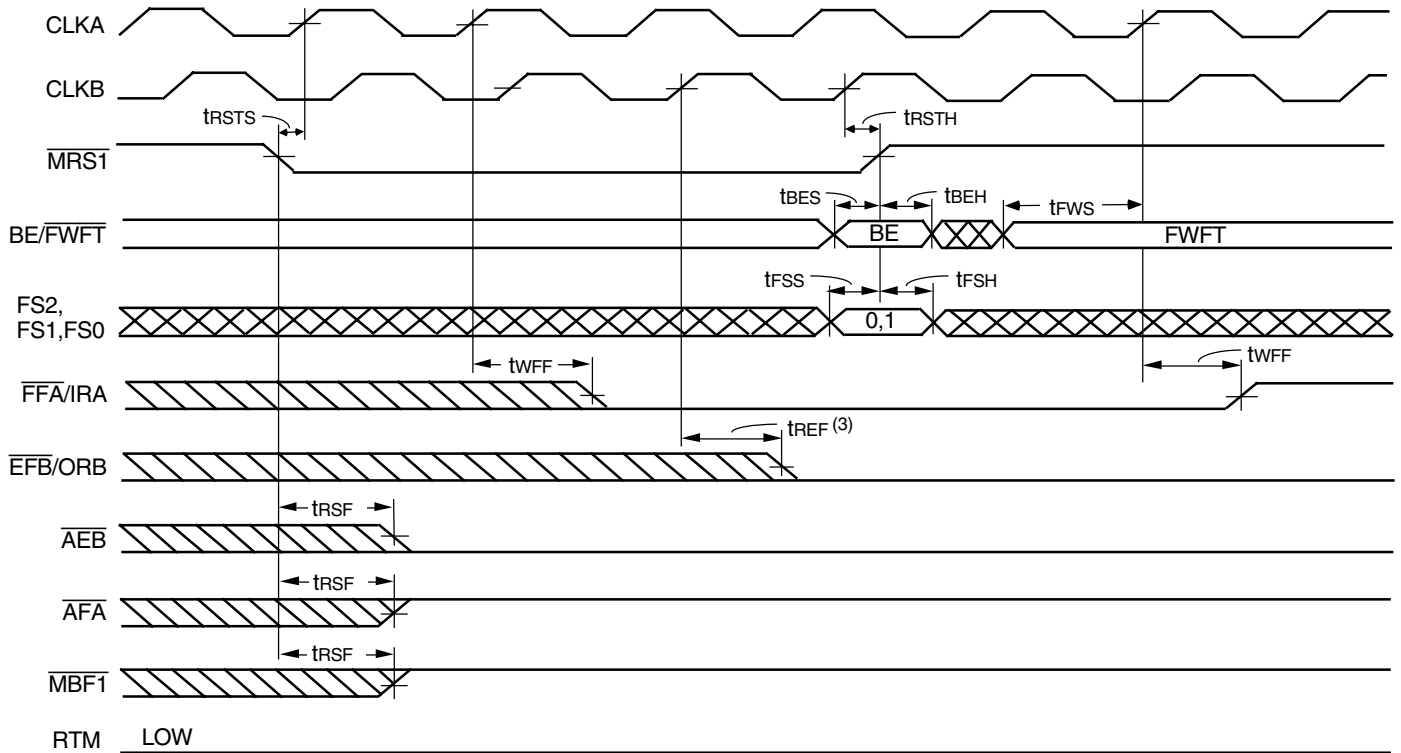 CLKA
CLKB
tRSTS
tRSTH
MRS1
tBES
tBEH
tFWS
BE/FWFT
BE
FWFT
tFSS
tFSH
FS2,
FS1,FS0
0,1
tWFF
tWFF
FFA/IRA
tREF (3)
EFB/ORB
tRSF
AEB
tRSF
AFA
tRSF
MBF1
RTM
LOW